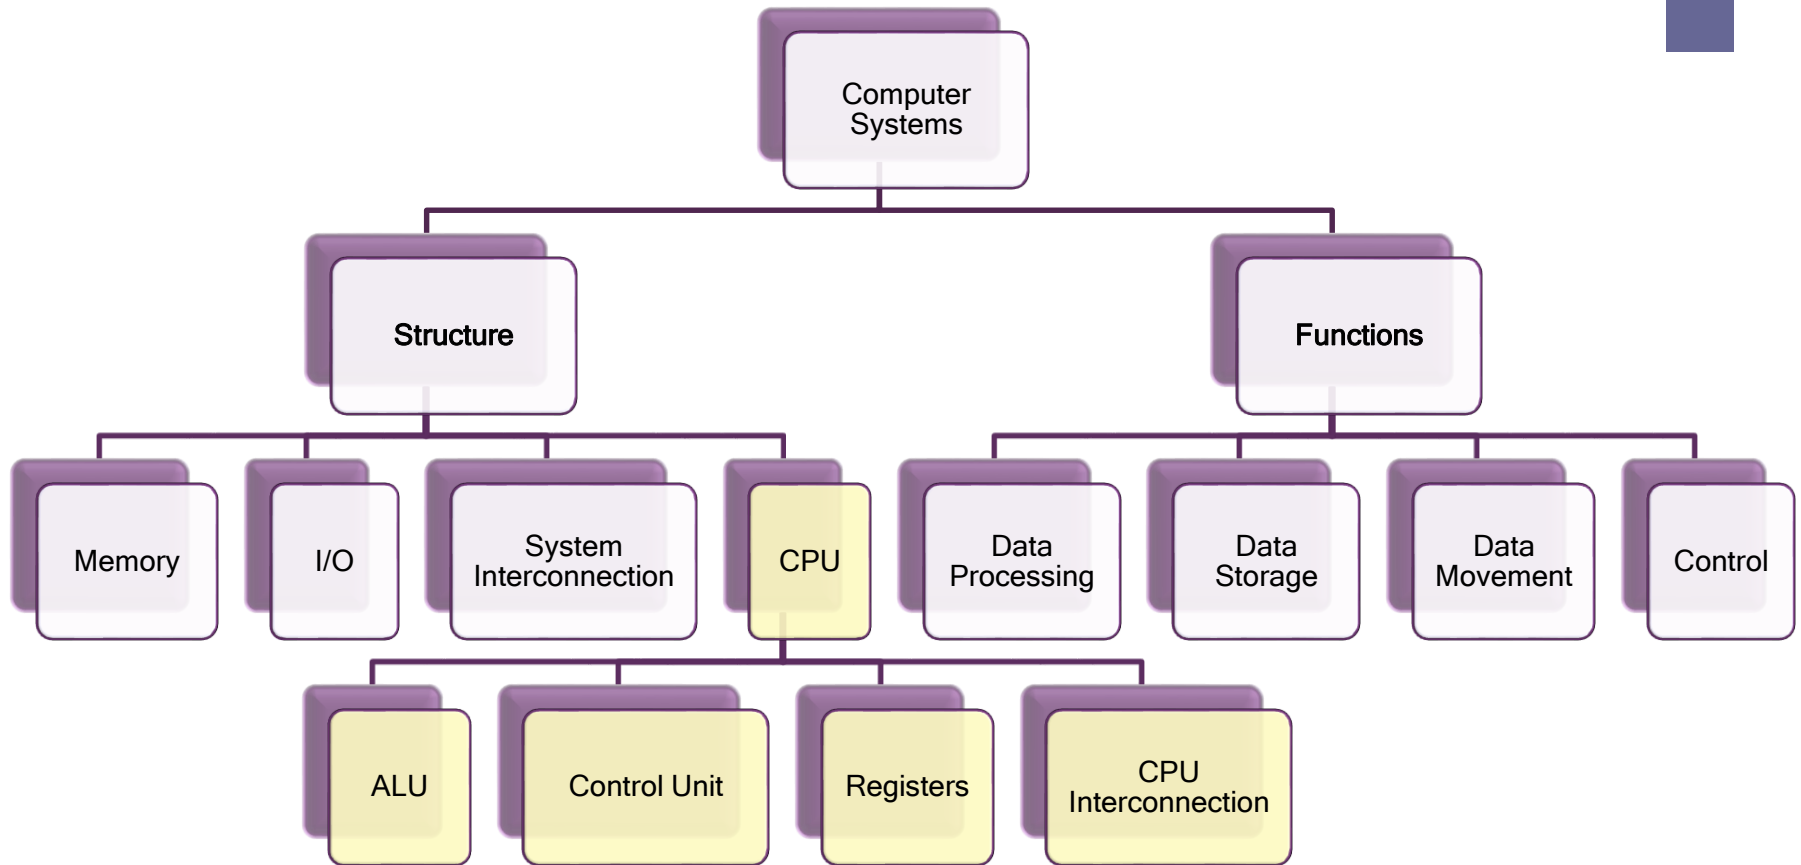 Computer
Systems
Structure
Functions
Memory
I/O
System
Interconnection
CPU
Data
Processing
Data
Storage
Data
Movement
Control
ALU
Control Unit
Registers
CPU
Interconnection